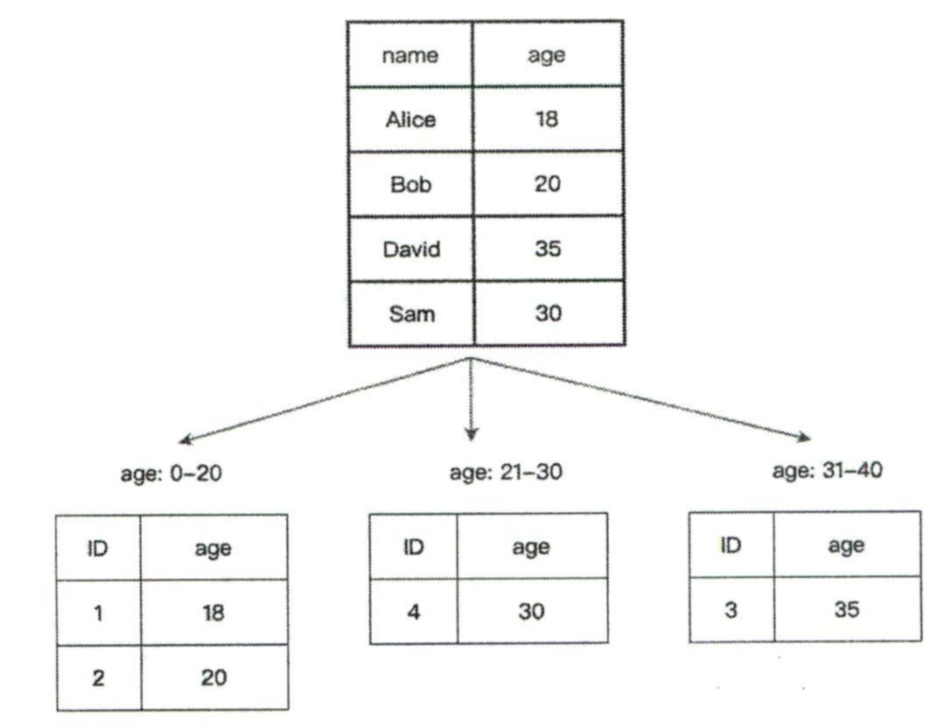 name age
Alice 18
Bob 20
David 35
Sam 30
age: 0–20 age: 21–30 age: 31–40
ID age ID age ID age
1 18 4 30 3 35
2 20